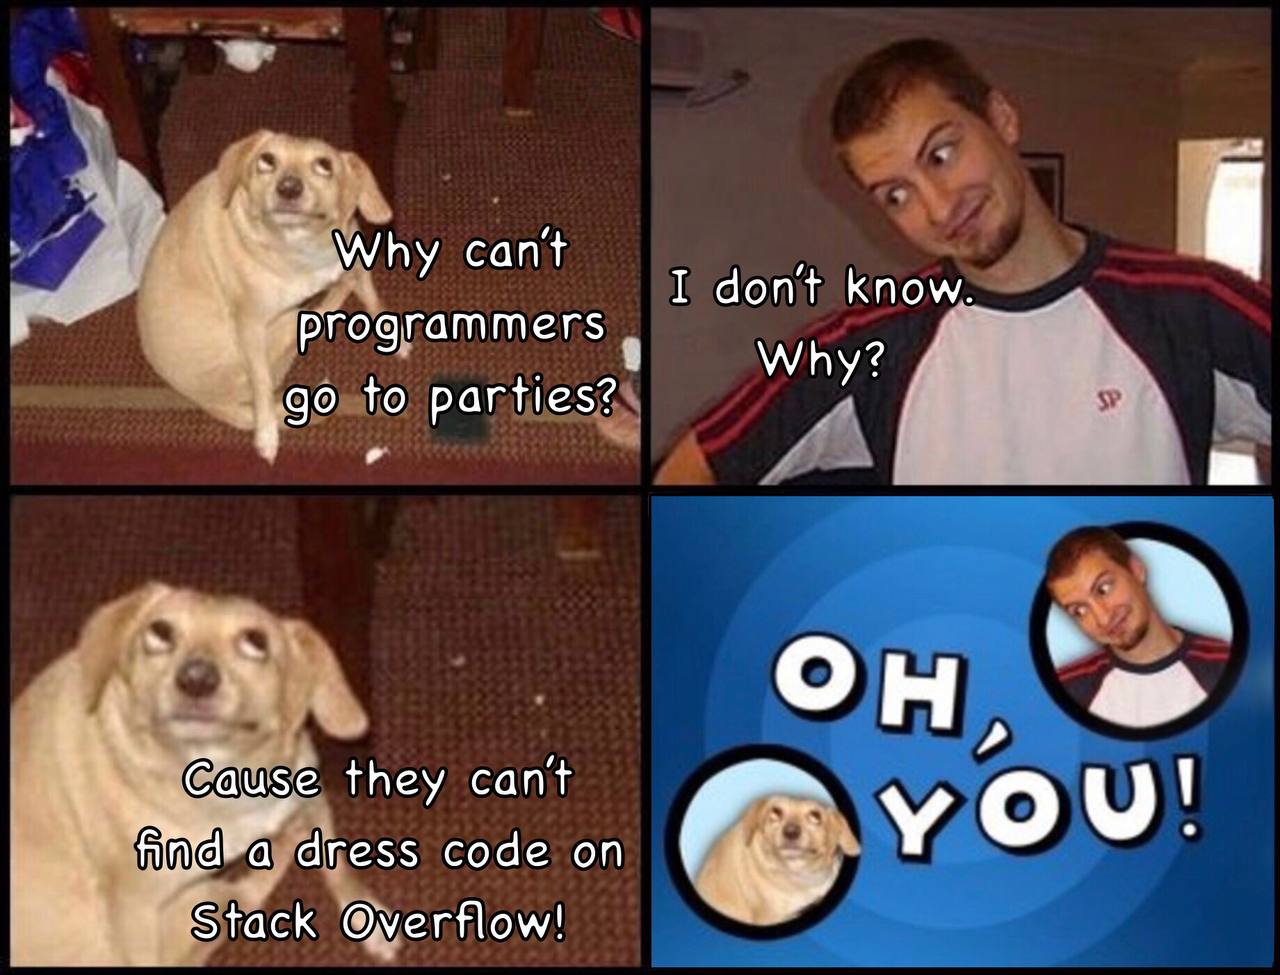 Why can't
programmers
go to parties?
I don't know.
Why?
SP
Cause they can't
find a dress code on
Stack Overflow!
OH,
YOU!